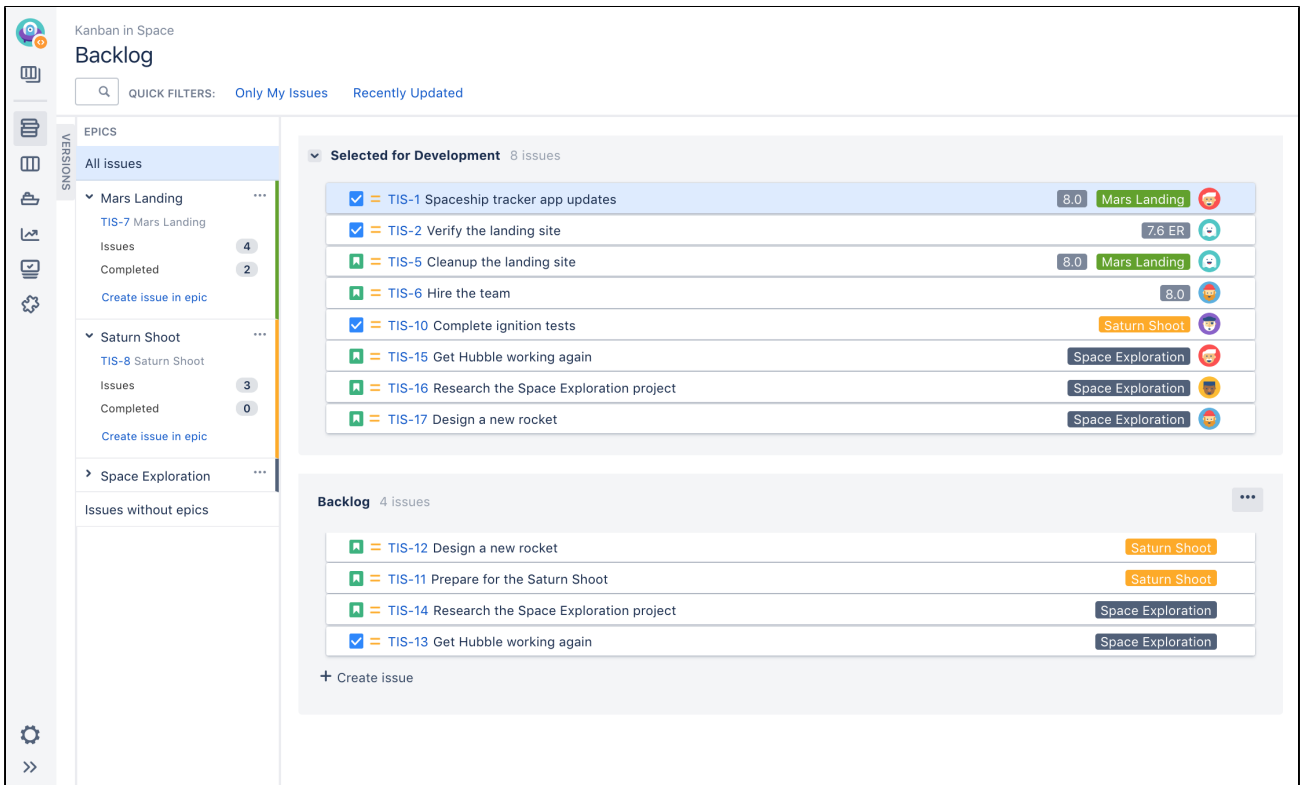 Kanban in Space
Backlog
QUICK FILTERS: Only My Issues Recently Updated
VERSIONS
EPICS
All issues
Mars Landing
TIS-7 Mars Landing
Issues 4
Completed 2
Create issue in epic
Saturn Shoot
TIS-8 Saturn Shoot
Issues 3
Completed 0
Create issue in epic
Space Exploration
Issues without epics
Selected for Development 8 issues
TIS-1 Spaceship tracker app updates 8.0 Mars Landing
TIS-2 Verify the landing site 7.6 ER
TIS-5 Cleanup the landing site 8.0 Mars Landing
TIS-6 Hire the team 8.0
TIS-10 Complete ignition tests Saturn Shoot
TIS-15 Get Hubble working again Space Exploration
TIS-16 Research the Space Exploration project Space Exploration
TIS-17 Design a new rocket Space Exploration
Backlog 4 issues
TIS-12 Design a new rocket Saturn Shoot
TIS-11 Prepare for the Saturn Shoot Saturn Shoot
TIS-14 Research the Space Exploration project Space Exploration
TIS-13 Get Hubble working again Space Exploration
+ Create issue